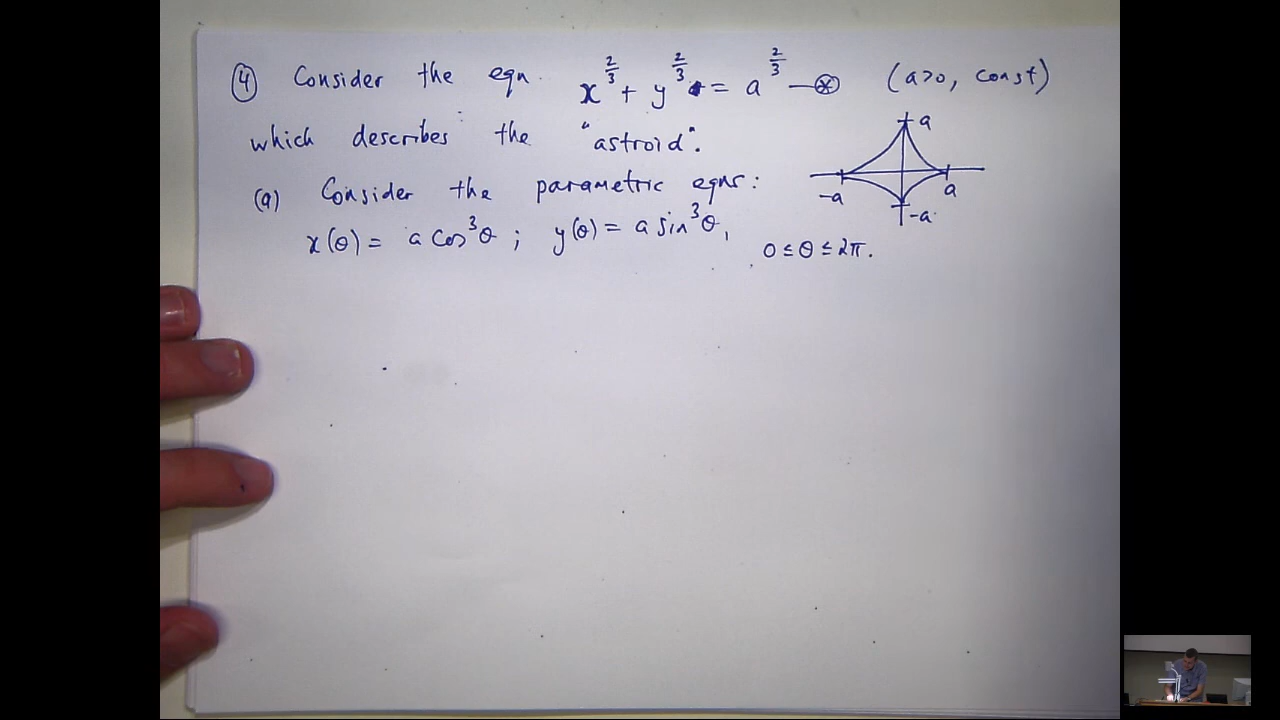 ④ Consider the eqn. x^{2/3} + y^{2/3} = a^{2/3} —⊛ (a>0, const)
which describes the "astroid".
a
-a
a
-a
(a) Consider the parametric eqns:
x(θ) = a cos³θ ; y(θ) = a sin³θ, 0 ≤ θ ≤ 2π.